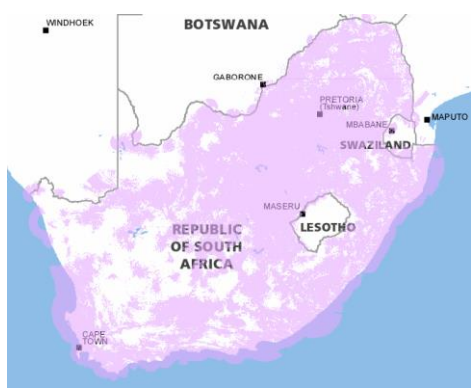 WINDHOEK
BOTSWANA
GABORONE
PRETORIA
(Tshwane)
MAPUTO
MBABANE
SWAZILAND
MASERU
LESOTHO
REPUBLIC
OF SOUTH
AFRICA
CAPE
TOWN